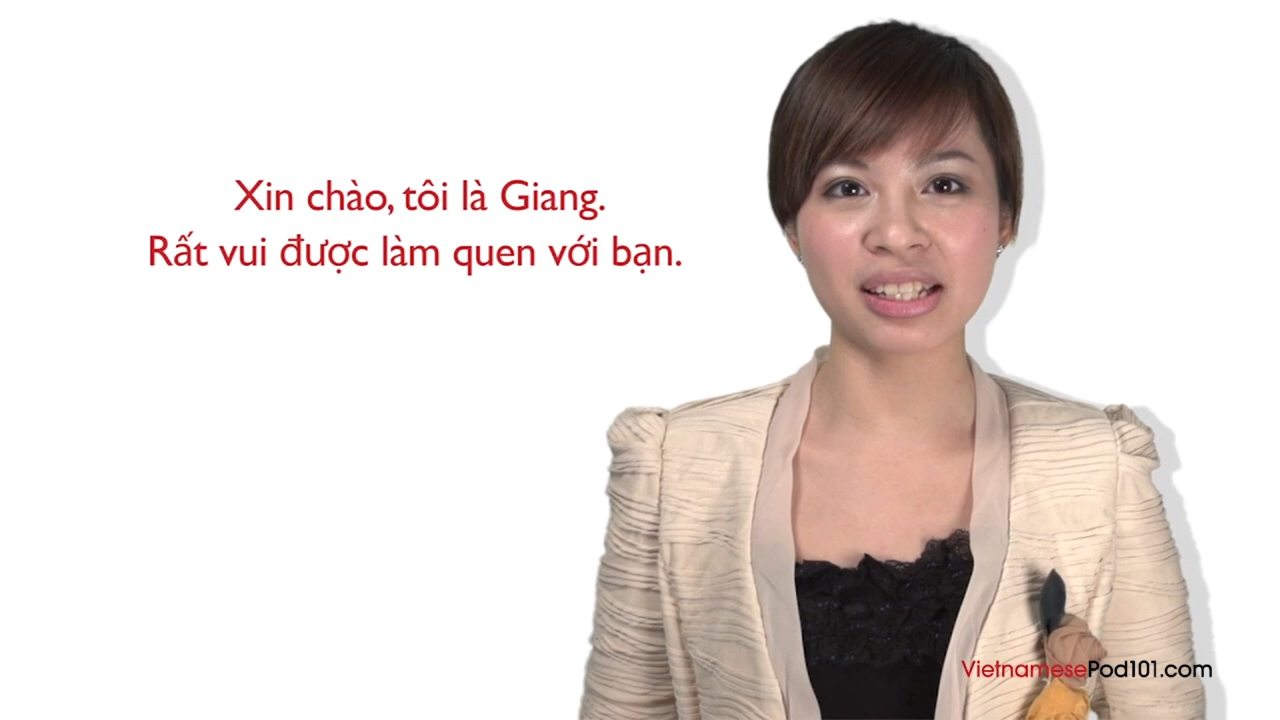 Xin chào, tôi là Giang.
Rất vui được làm quen với bạn.
VietnamesePod101.com